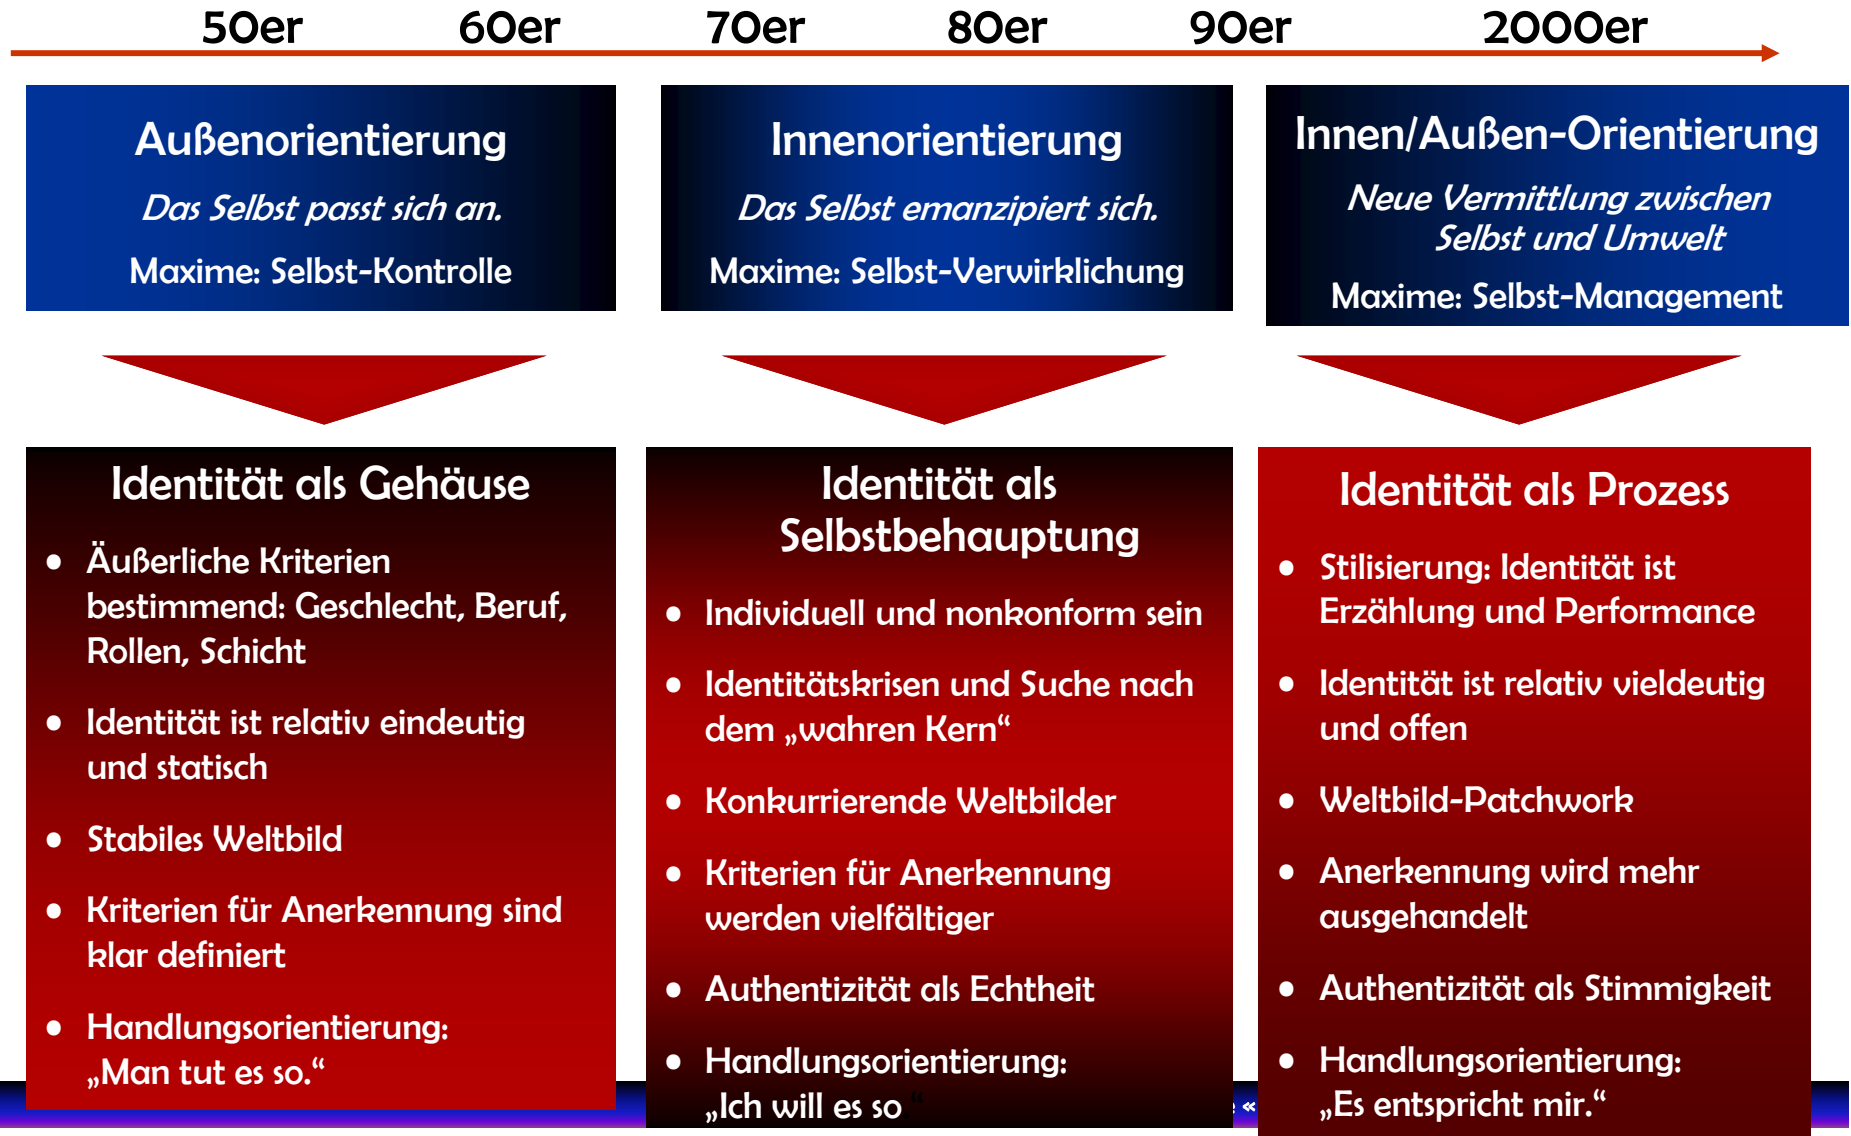 50er 60er 70er 80er 90er 2000er
Außenorientierung
Das Selbst passt sich an.
Maxime: Selbst-Kontrolle
Innenorientierung
Das Selbst emanzipiert sich.
Maxime: Selbst-Verwirklichung
Innen/Außen-Orientierung
Neue Vermittlung zwischen
Selbst und Umwelt
Maxime: Selbst-Management
Identität als Gehäuse
• Äußerliche Kriterien
bestimmend: Geschlecht, Beruf,
Rollen, Schicht
• Identität ist relativ eindeutig
und statisch
• Stabiles Weltbild
• Kriterien für Anerkennung sind
klar definiert
• Handlungsorientierung:
„Man tut es so.“
Identität als
Selbstbehauptung
• Individuell und nonkonform sein
• Identitätskrisen und Suche nach
dem „wahren Kern“
• Konkurrierende Weltbilder
• Kriterien für Anerkennung
werden vielfältiger
• Authentizität als Echtheit
• Handlungsorientierung:
„Ich will es so “
Identität als Prozess
• Stilisierung: Identität ist
Erzählung und Performance
• Identität ist relativ vieldeutig
und offen
• Weltbild-Patchwork
• Anerkennung wird mehr
ausgehandelt
• Authentizität als Stimmigkeit
• Handlungsorientierung:
„Es entspricht mir.“
«